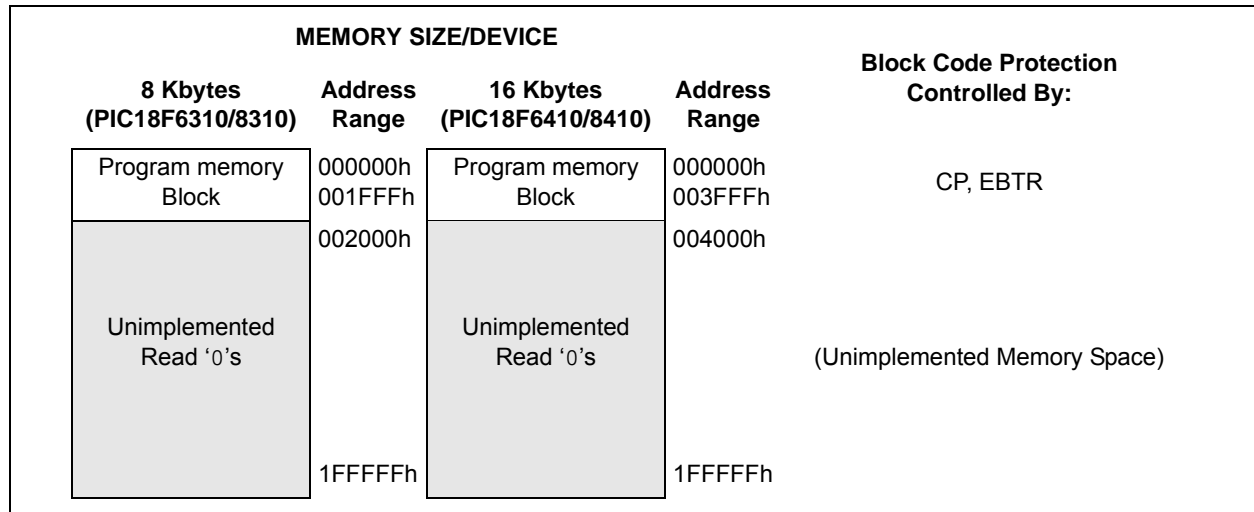 MEMORY SIZE/DEVICE
Block Code Protection
Controlled By:
8 Kbytes
(PIC18F6310/8310)
Address
Range
16 Kbytes
(PIC18F6410/8410)
Address
Range
Program memory
Block
000000h
001FFFh
Program memory
Block
000000h
003FFFh
CP, EBTR
002000h
004000h
Unimplemented
Read ‘0’s
Unimplemented
Read ‘0’s
(Unimplemented Memory Space)
1FFFFFh
1FFFFFh